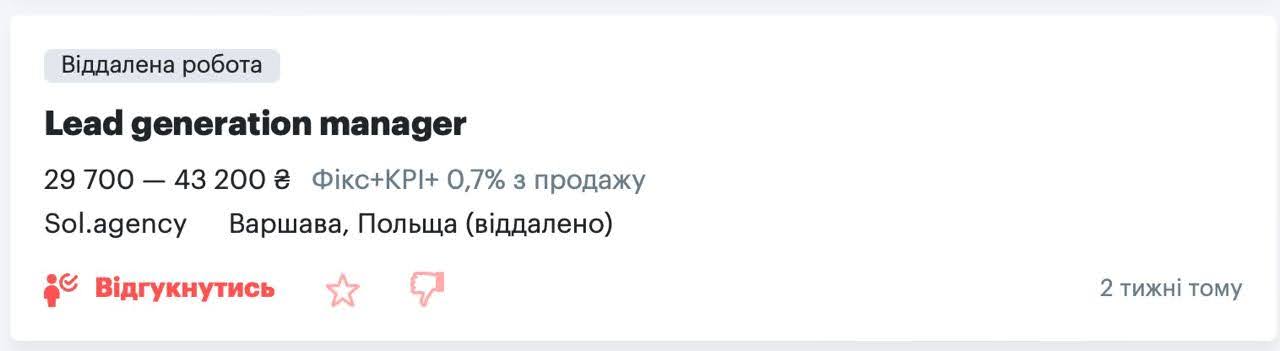 Віддалена робота
Lead generation manager
29 700 — 43 200 ₴ Фікс+KPI+ 0,7% з продажу
Sol.agency Варшава, Польща (віддалено)
Відгукнутись
2 тижні тому